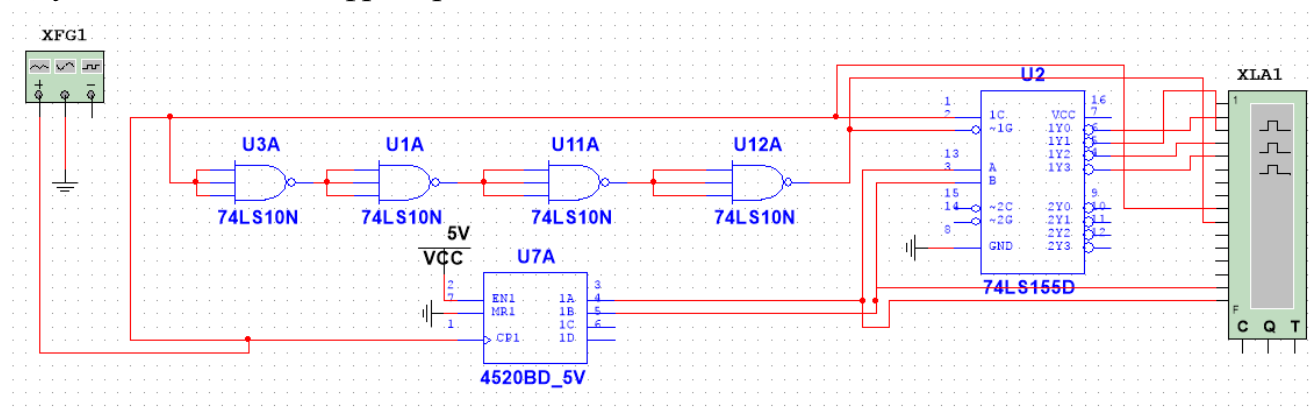 XFG1
U3A
74LS10N
U1A
74LS10N
U11A
74LS10N
U12A
74LS10N
5V
VCC
U7A
2
7
1
EN1
MR1
CP1
1A
1B
1C
1D
3
4
5
6
4520BD_5V
U2
1
2
13
3
15
14
8
1C
~1G
A
B
~2C
~2G
GND
VCC
1Y0
1Y1
1Y2
1Y3
2Y0
2Y1
2Y2
2Y3
16
7
6
5
4
9
10
11
12
74LS155D
XLA1
1
F
C Q T